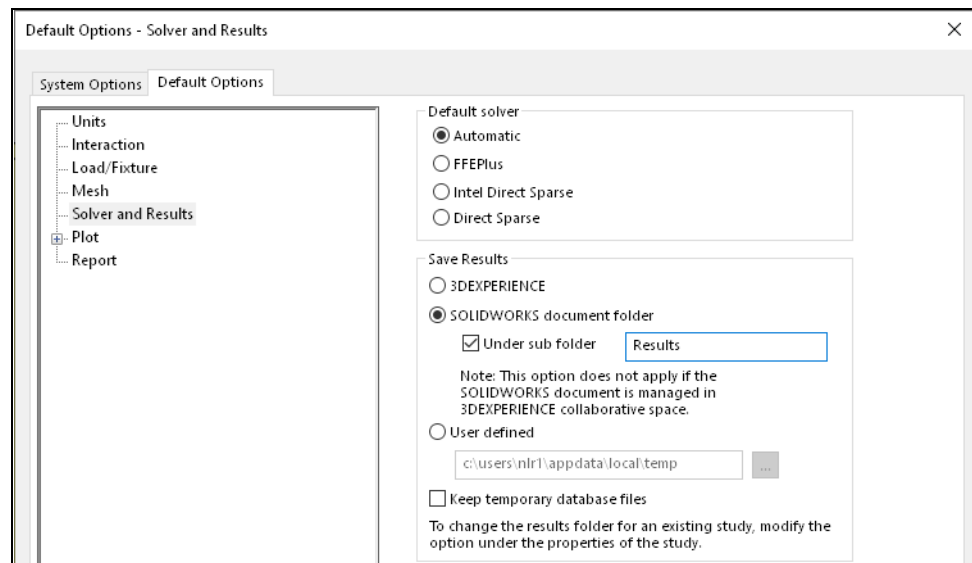 Default Options - Solver and Results
System Options
Default Options
Units
Interaction
Load/Fixture
Mesh
Solver and Results
Plot
Report
Default solver
Automatic
FFEPlus
Intel Direct Sparse
Direct Sparse
Save Results
3DEXPERIENCE
SOLIDWORKS document folder
Under sub folder
Results
Note: This option does not apply if the
SOLIDWORKS document is managed in
3DEXPERIENCE collaborative space.
User defined
c:\users\nlr1\appdata\local\temp
...
Keep temporary database files
To change the results folder for an existing study, modify the
option under the properties of the study.